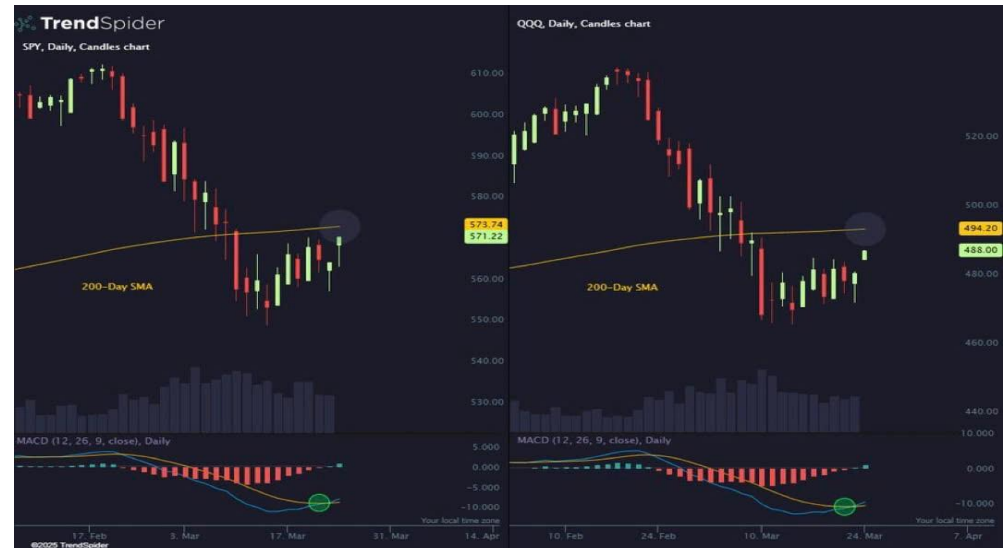 TrendSpider
SPY, Daily, Candles chart
610.00
600.00
590.00
580.00
573.74
571.22
560.00
550.00
540.00
530.00
200-Day SMA
MACD (12, 26, 9, close), Daily
5.000
0.000
-5.000
-10.000
Your local time zone
17. Feb 3. Mar 17. Mar 31. Mar 14. Apr
©2025 TrendSpider
QQQ, Daily, Candles chart
520.00
500.00
494.20
488.00
480.00
460.00
440.00
200-Day SMA
MACD (12, 26, 9, close), Daily
10.000
0.000
-10.000
Your local time zone
10. Feb 24. Feb 10. Mar 24. Mar 7. Apr